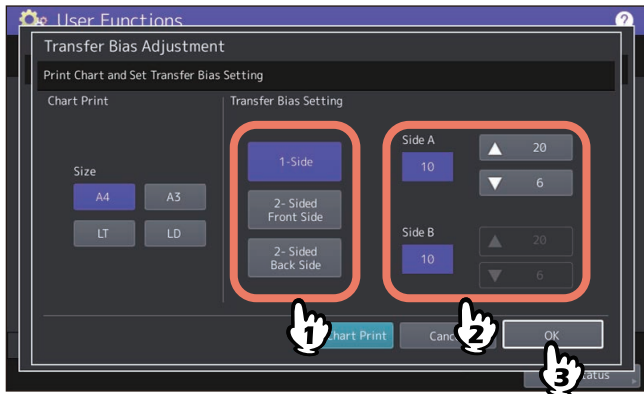 User Functions
?
Transfer Bias Adjustment
Print Chart and Set Transfer Bias Setting
Chart Print
Size
A4
A3
LT
LD
Transfer Bias Setting
1-Side
2- Sided
Front Side
2- Sided
Back Side
Side A
10
20
6
Side B
10
20
6
1
2
3
Chart Print
Canc
OK
atus